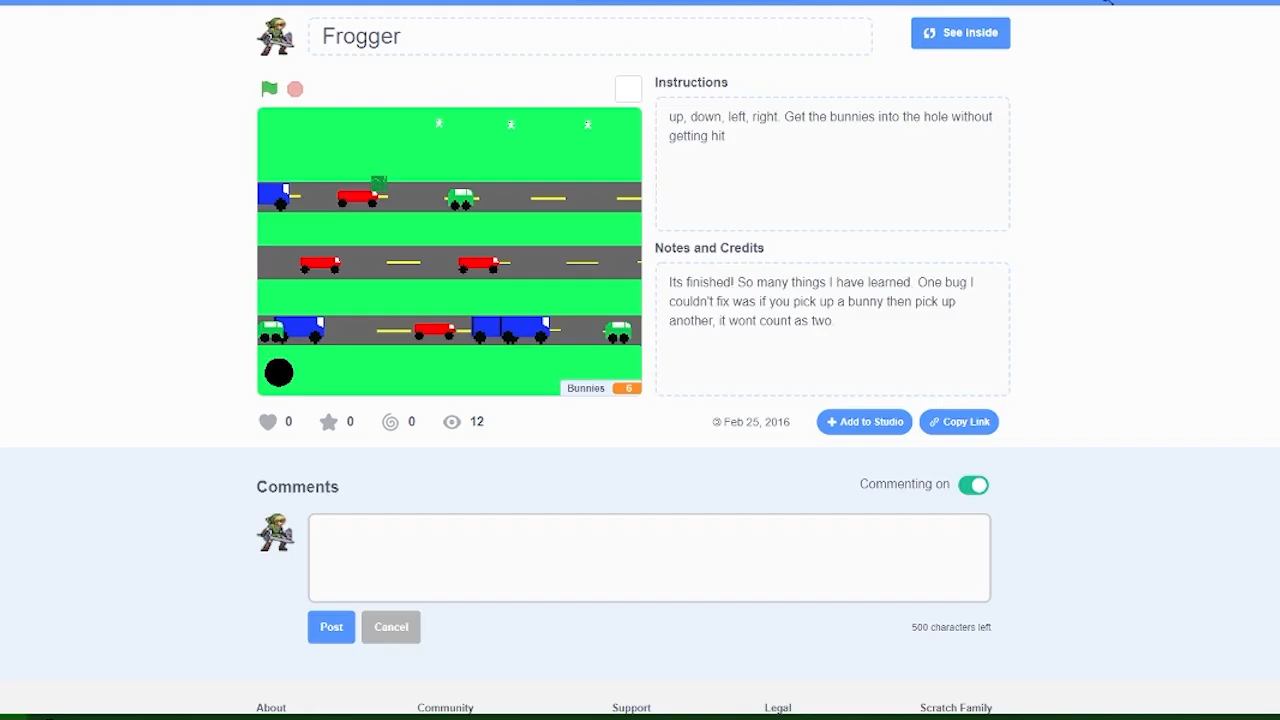 Frogger
See inside
Instructions
up, down, left, right. Get the bunnies into the hole without
getting hit
Notes and Credits
Its finished! So many things I have learned. One bug I
couldn't fix was if you pick up a bunny then pick up
another, it wont count as two.
Bunnies 6
0 0 0 12
© Feb 25, 2016
Add to Studio
Copy Link
Comments
Commenting on
Post
Cancel
500 characters left
About Community Support Legal Scratch Family